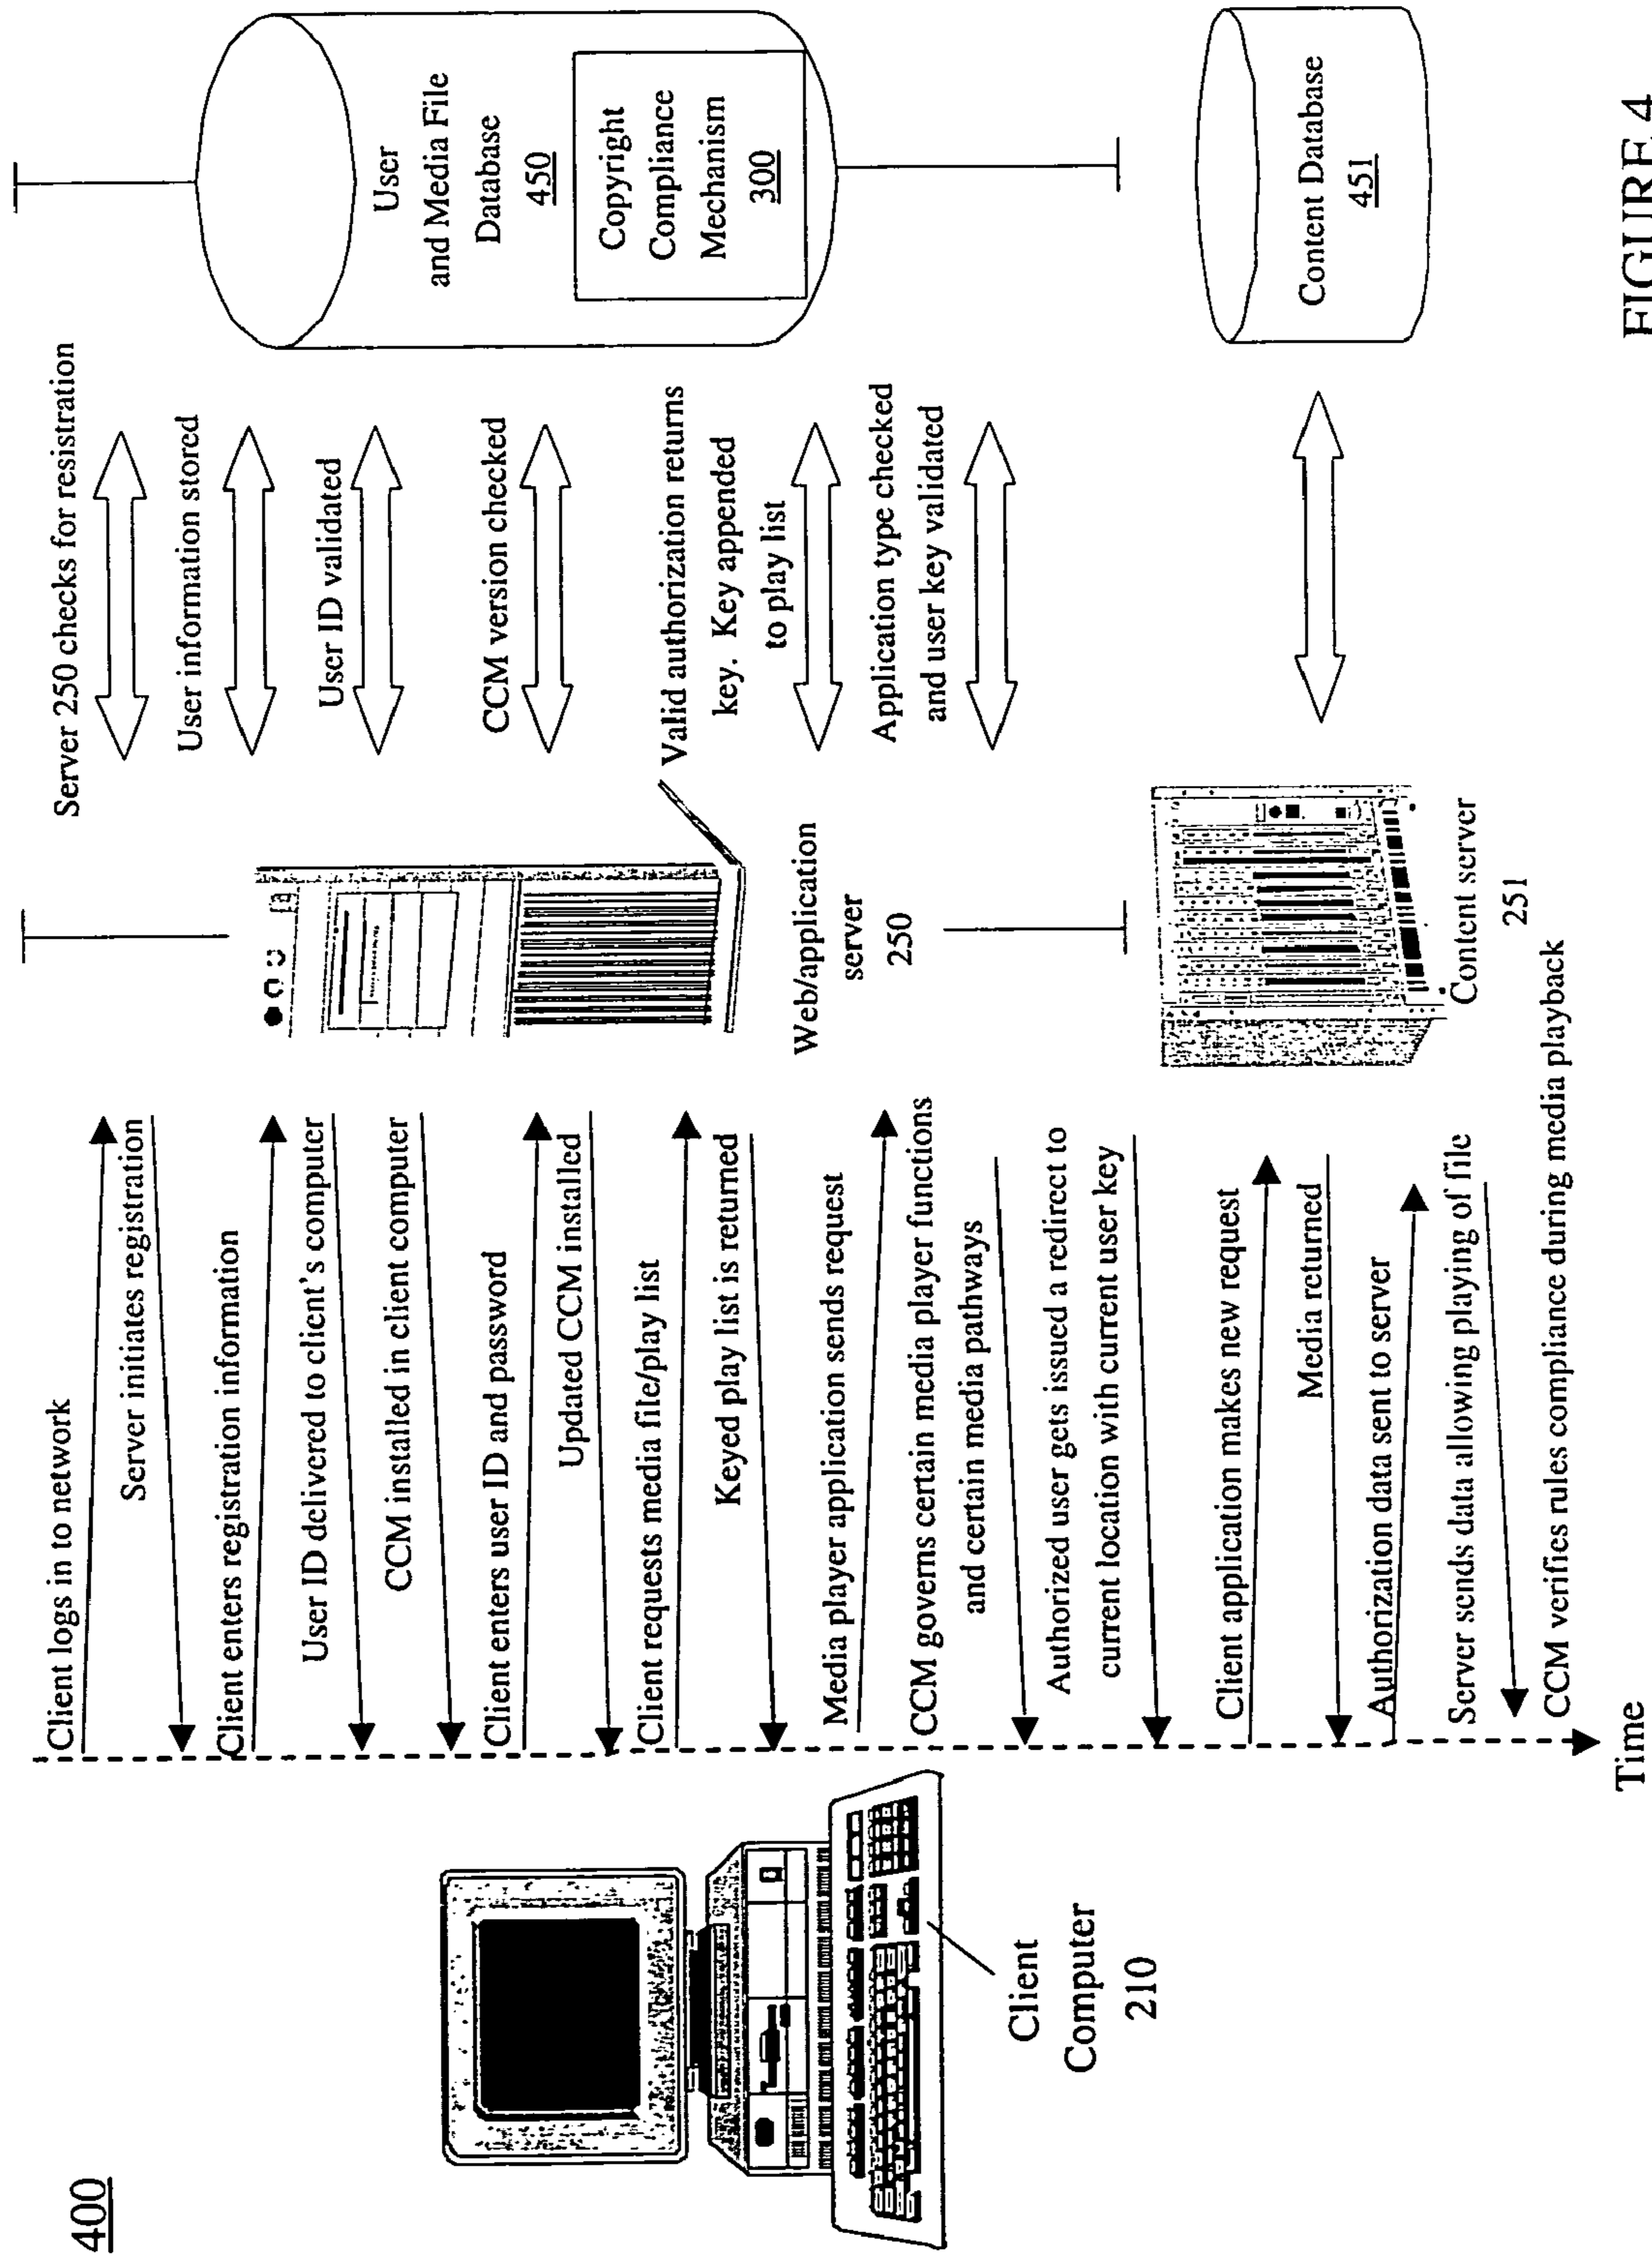 400
Client logs in to network
Server initiates registration
Client enters registration information
User ID delivered to client's computer
CCM installed in client computer
Client enters user ID and password
Updated CCM installed
Client requests media file/play list
Keyed play list is returned
Media player application sends request
CCM governs certain media player functions
and certain media pathways
Authorized user gets issued a redirect to
current location with current user key
Client application makes new request
Media returned
Authorization data sent to server
Server sends data allowing playing of file
CCM verifies rules compliance during media playback
Time
Client
Computer
210
Web/application
server
250
Content server
251
Server 250 checks for resistration
User information stored
User ID validated
CCM version checked
Valid authorization returns
key. Key appended
to play list
Application type checked
and user key validated
User
and Media File
Database
450
Copyright
Compliance
Mechanism
300
Content Database
451
FIGURE 4